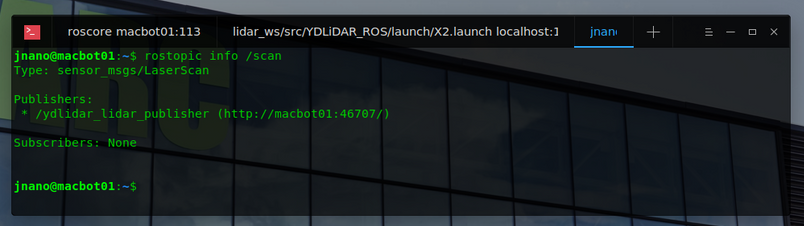 roscore macbot01:113
lidar_ws/src/YDLiDAR_ROS/launch/X2.launch localhost:1
jnano
jnano@macbot01:~$ rostopic info /scan
Type: sensor_msgs/LaserScan
Publishers:
* /ydlidar_lidar_publisher (http://macbot01:46707/)
Subscribers: None
jnano@macbot01:~$